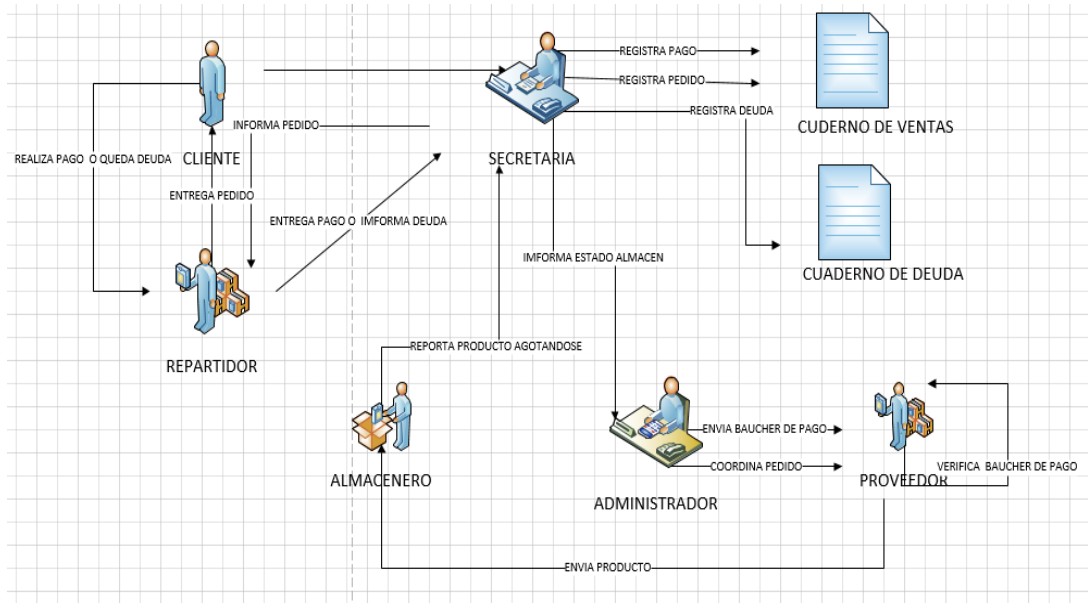 REGISTRA PAGO
REGISTRA PEDIDO
REGISTRA DEUDA
CUDERNO DE VENTAS
INFORMA PEDIDO
REALIZA PAGO O QUEDA DEUDA
CLIENTE
SECRETARIA
ENTREGA PEDIDO
ENTREGA PAGO O IMFORMA DEUDA
IMFORMA ESTADO ALMACEN
CUADERNO DE DEUDA
REPORTA PRODUCTO AGOTANDOSE
REPARTIDOR
ENVIA BAUCHER DE PAGO
COORDINA PEDIDO
VERIFICA BAUCHER DE PAGO
ALMACENERO
PROVEEDOR
ADMINISTRADOR
ENVIA PRODUCTO